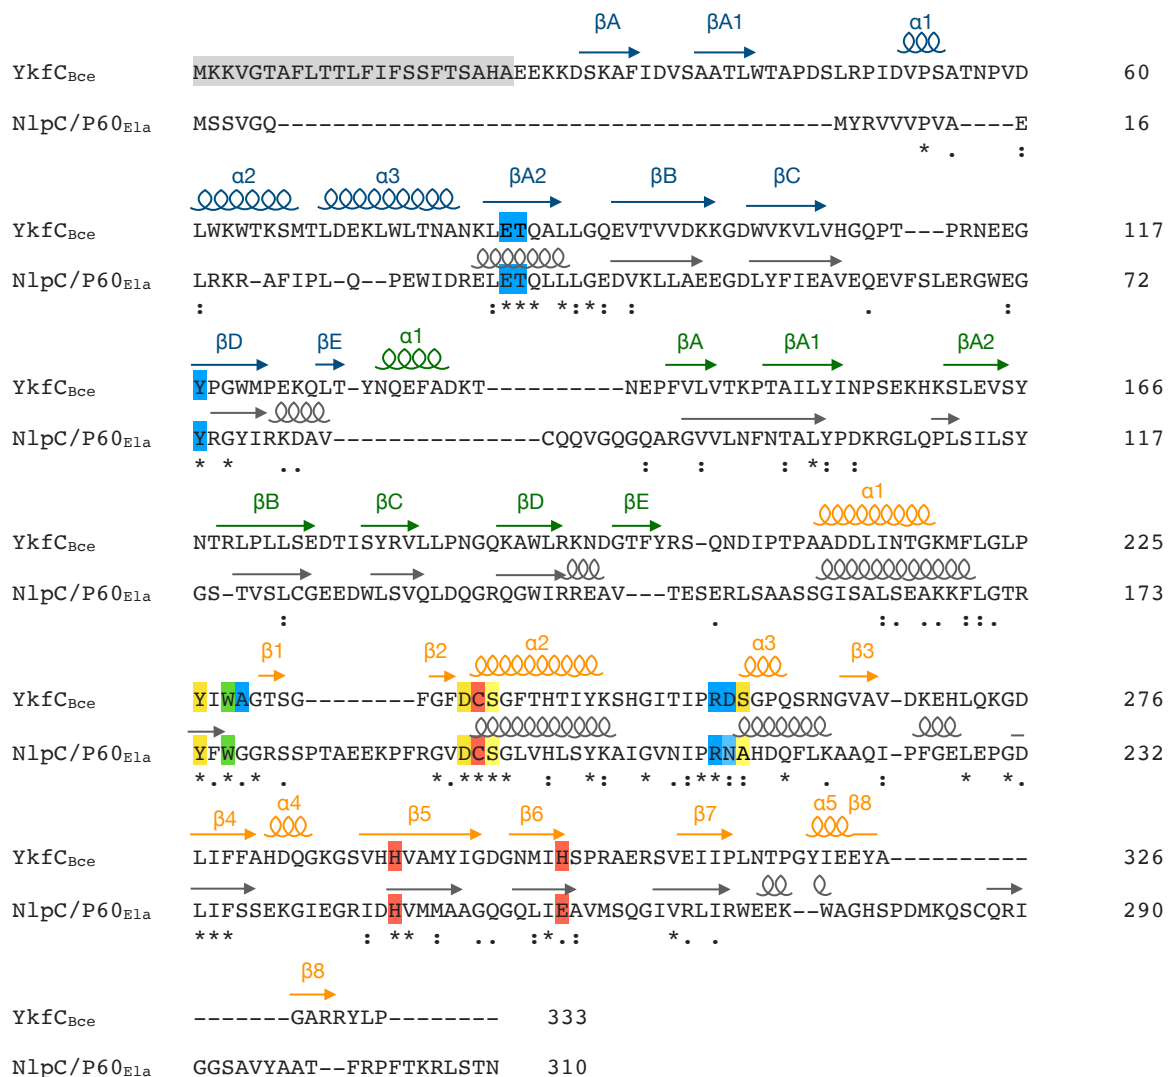 βA βA1 α1
YkfCBce MKKVGTAFLTTLFIFSSFTSAHAEEKKDSKAFIDVSAATLWTAPDSLRPIDVPSATNPVD 60
NlpC/P60Ela MSSVGQ----------------------------------------MYRVVVPVA----E 16
* . :
α2 α3 βA2 βB βC
YkfCBce LWKWTKSMTLDEKLWLTNANKLETQALLGQEVTVVDKKGDWVKVLVHGQPT---PRNEEG 117
NlpC/P60Ela LRKR-AFIPL-Q--PEWIDRELETQLLLGEDVKLLAEEGDLYFIEAVEQEVFSLERGWEG 72
: :*** :*:*: : . :
βD βE α1 βA βA1 βA2
YkfCBce YPGWMPEKQLT-YNQEFADKT----------NEPFVLVTKPTAILYINPSEKHKSLEVSY 166
NlpC/P60Ela YRGYIRKDAV---------------CQQVGQGQARGVVLNFNTALYPDKRGLQPLSILSY 117
* * .. : : : *: :
βB βC βD βE α1
YkfCBce NTRLPLLSEDTISYRVLLPNGQKAWLRKNDGTFYRS-QNDIPTPAADDLINTGKMFLGLP 225
NlpC/P60Ela GS-TVSLCGEEDWLSVQLDQGRQGWIRREAV---TESERLSAASSGISALSEAKKFLGTR 173
: . :. .. ::.
β1 β2 α2 α3 β3
YkfCBce YIWAGTSG--------FGFDCSGFTHTIYKSHGITIPRDSGPQSRNGVAV-DKEHLQKGD 276
NlpC/P60Ela YFWGGRSSPTAEEKPFRGVDCSGLVHLSYKAIGVNIPRNAHDQFLKAAQI-PFGELEPGD 232
*.*.* . *.**** : :. .:**:: * . : * *.
β4 α4 β5 β6 β7 α5 β8
YkfCBce LIFFAHDQGKGSVHHVAMYIGDGNMIHSPRAERSVEIIPLNTPGYIEEYA---------- 326
NlpC/P60Ela LIFSSEKGIEGRIDHVMMAAGQGQLIEAVMSQGIVRLIRWEEK--WAGHSPDMKQSCQRI 290
*** : ** : .. :*.: *. .
β8
YkfCBce -------GARRYLP-------- 333
NlpC/P60Ela GGSAVYAAT--FRPFTKRLSTN 310